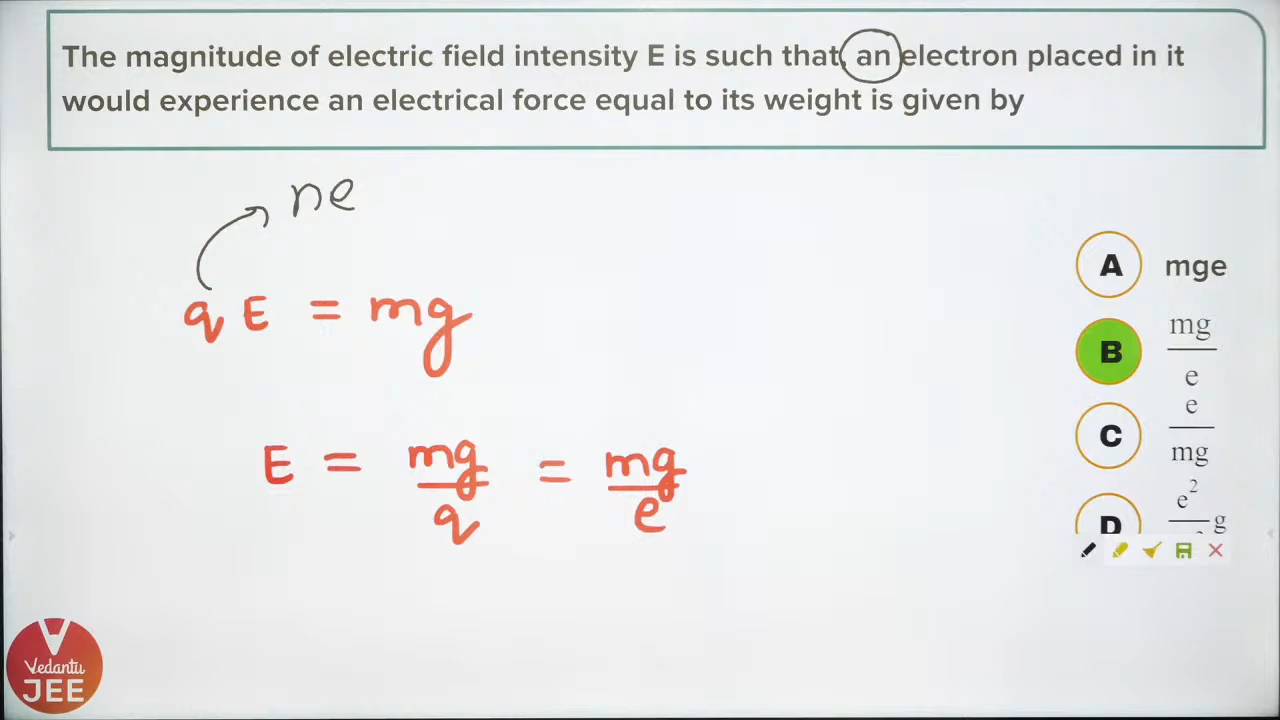 The magnitude of electric field intensity E is such that, an electron placed in it
would experience an electrical force equal to its weight is given by
ne
qE = mg
E = mg/q = mg/e
A mge
B mg/e
C e/mg
D e²/ g
Vedantu
JEE